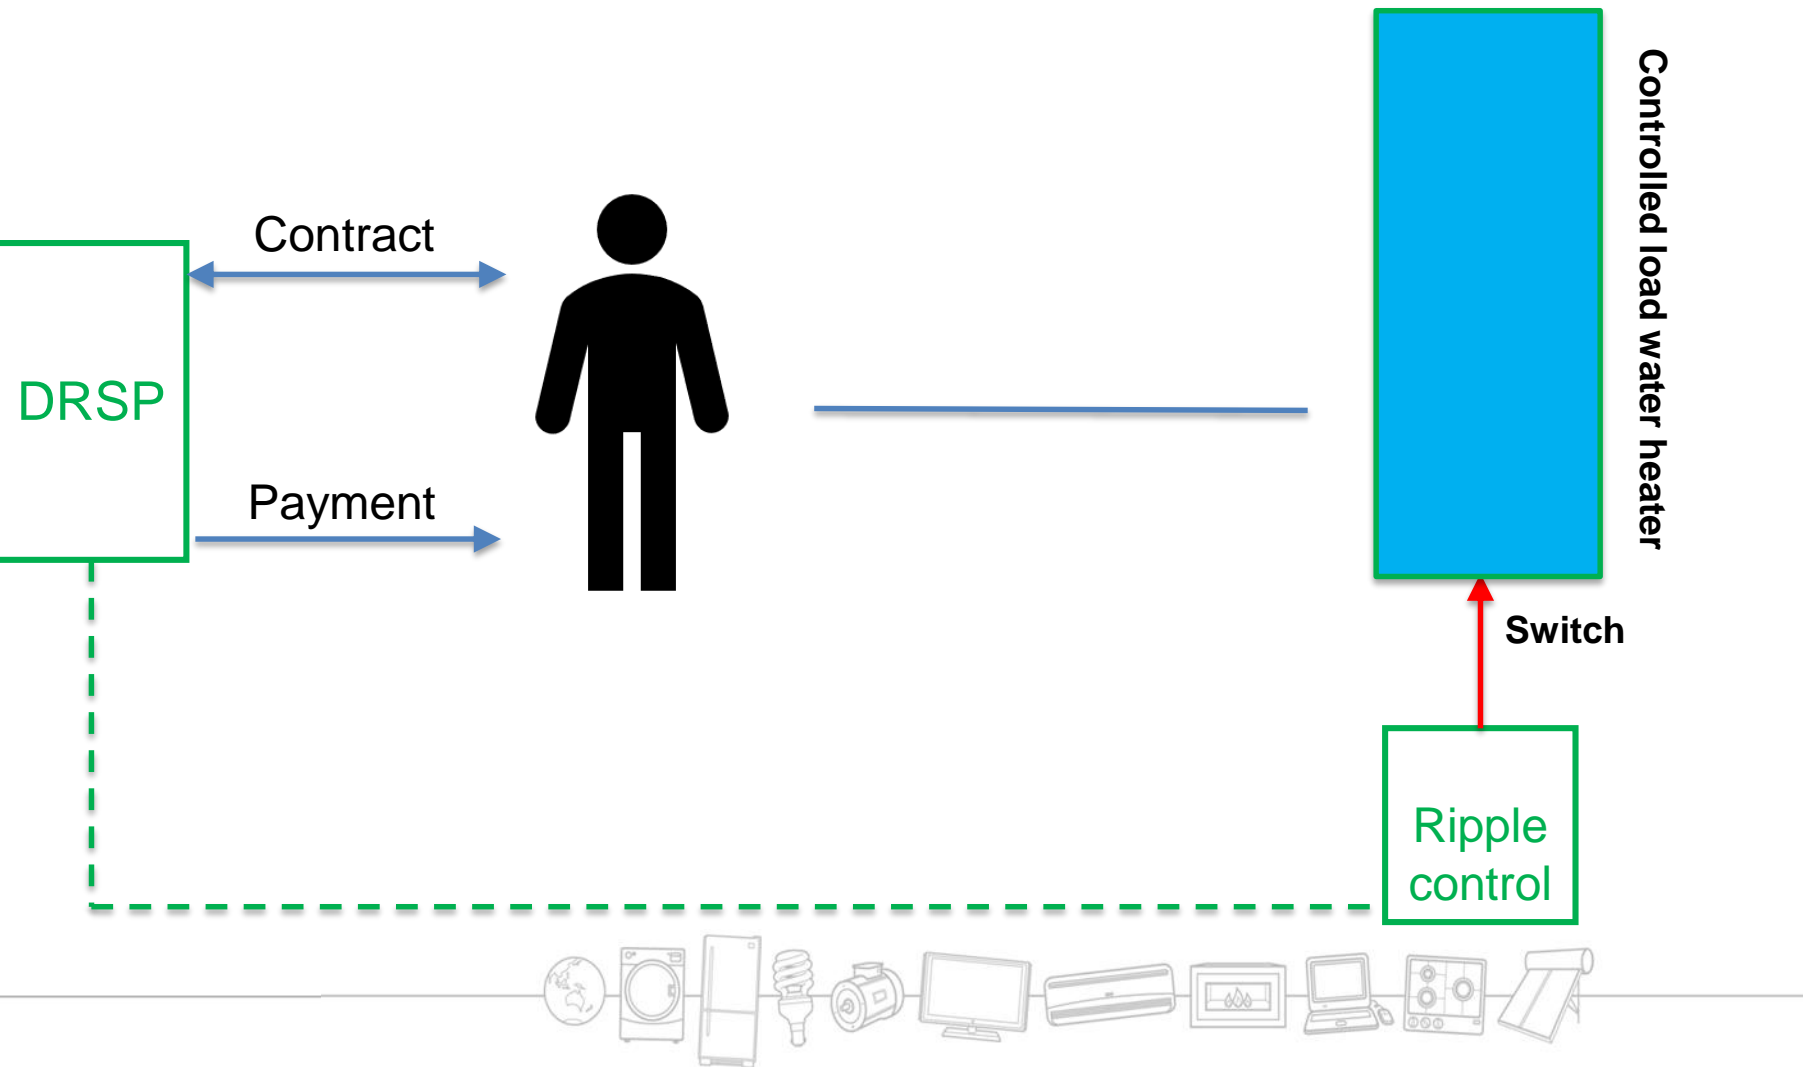 Contract
DRSP
Payment
Controlled load water heater
Switch
Ripple
control